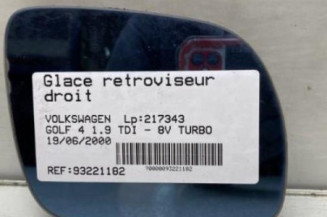 Glace retroviseur
droit
VOLKSWAGEN Lp:217343
GOLF 4 1.9 TDI - 8V TURBO
19/06/2000
REF:93221182